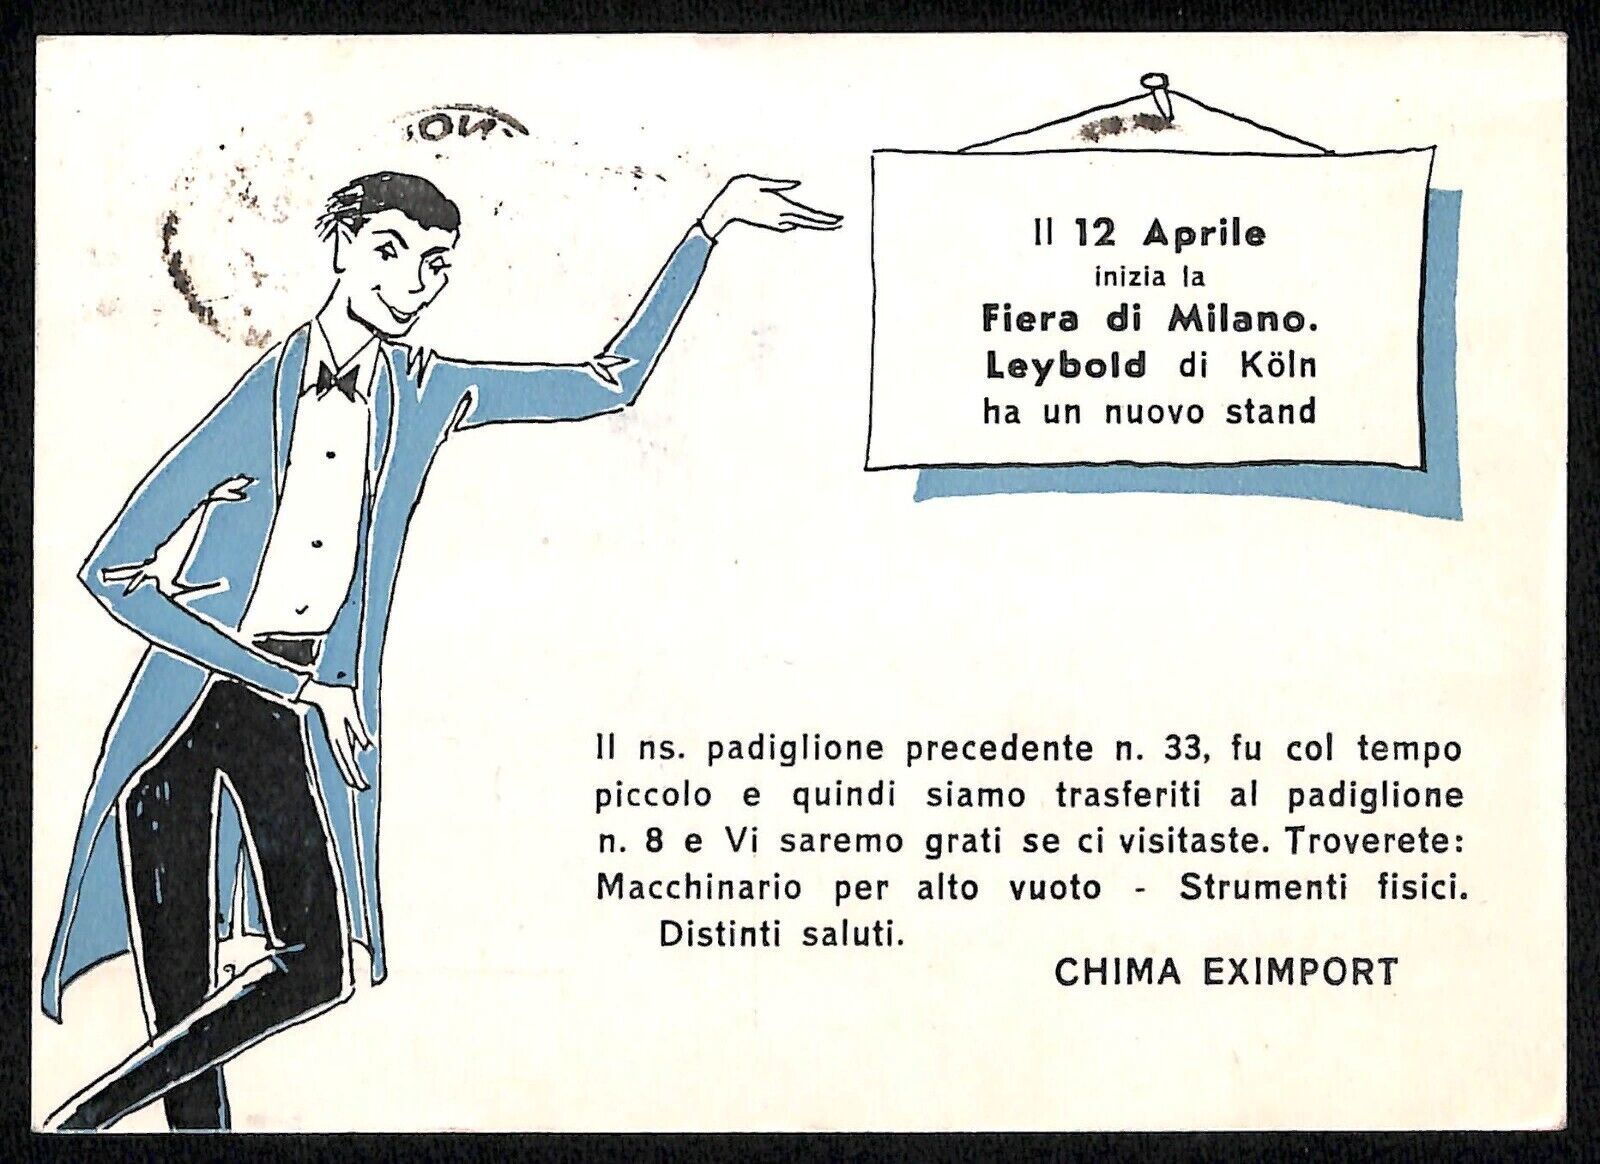 Il 12 Aprile
inizia la
Fiera di Milano.
Leybold di Köln
ha un nuovo stand
Il ns. padiglione precedente n. 33, fu col tempo
piccolo e quindi siamo trasferiti al padiglione
n. 8 e Vi saremo grati se ci visitaste. Troverete:
Macchinario per alto vuoto - Strumenti fisici.
Distinti saluti.
CHIMA EXIMPORT